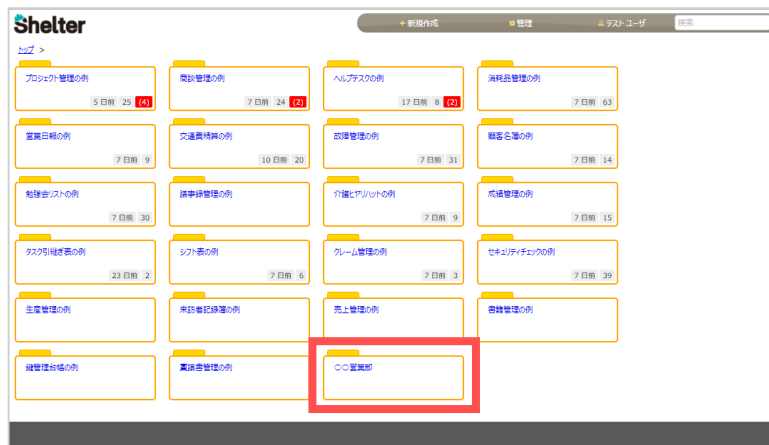 Shelter
+ 新規作成
管理
テスト ユーザ
検索
トップ >
プロジェクト管理の例
5 日前 25 (4)
商談管理の例
7 日前 24 (2)
ヘルプデスクの例
17 日前 8 (2)
消耗品管理の例
7 日前 63
営業日報の例
7 日前 9
交通費精算の例
10 日前 20
故障管理の例
7 日前 31
顧客名簿の例
7 日前 14
勉強会リストの例
7 日前 30
議事録管理の例
介護ヒヤリハットの例
7 日前 9
成績管理の例
7 日前 15
タスク引継ぎ表の例
23 日前 2
シフト表の例
7 日前 6
クレーム管理の例
7 日前 3
セキュリティチェックの例
7 日前 39
生産管理の例
来訪者記録簿の例
売上管理の例
書籍管理の例
鍵管理台帳の例
稟議書管理の例
○○営業部